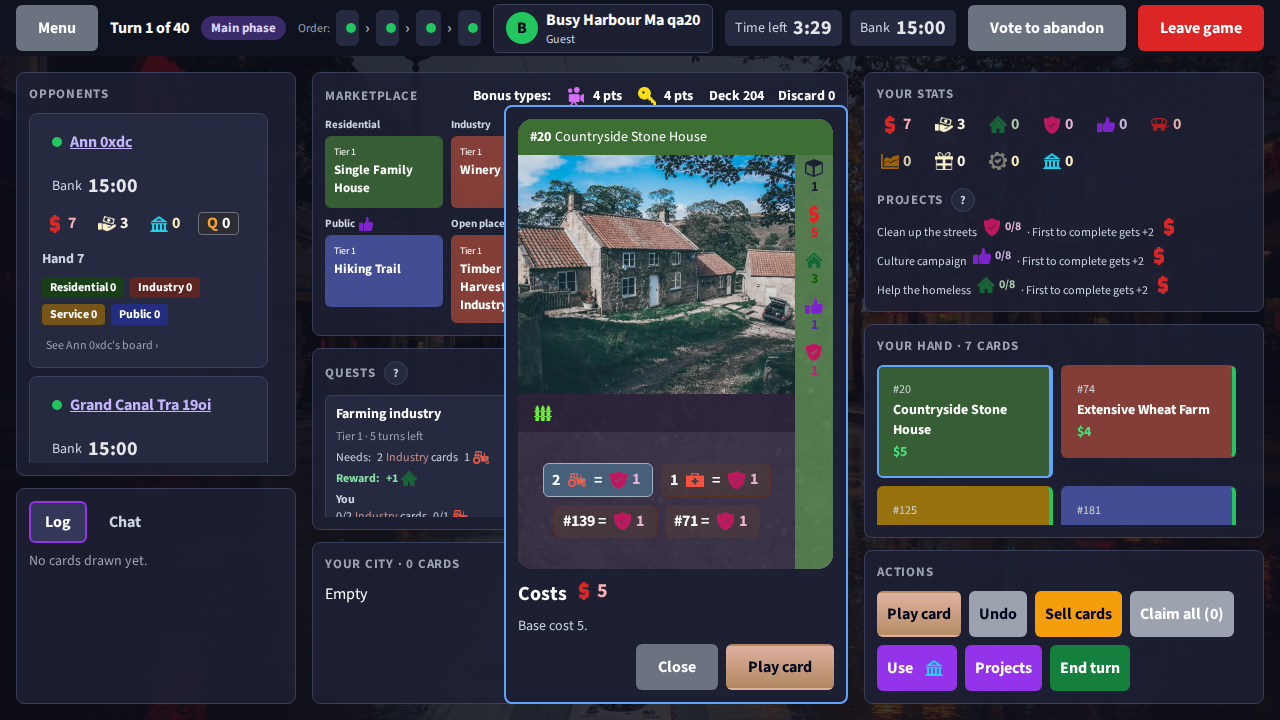 Menu
Turn 1 of 40
Main phase
Order:
› › ›
B
Busy Harbour Ma qa20
Guest
Time left 3:29
Bank 15:00
Vote to abandon
Leave game
OPPONENTS
Ann 0xdc
Bank 15:00
7 3 0 Q 0
Hand 7
Residential 0
Industry 0
Service 0
Public 0
See Ann 0xdc's board ›
Grand Canal Tra 19oi
Bank 15:00
Log
Chat
No cards drawn yet.
MARKETPLACE
Bonus types: 4 pts 4 pts Deck 204 Discard 0
Residential
Tier 1
Single Family
House
Industry
Tier 1
Winery
Public
Tier 1
Hiking Trail
Open place
Tier 1
Timber
Harvest
Industry
QUESTS ?
Farming industry
Tier 1 · 5 turns left
Needs: 2 Industry cards 1
Reward: +1
You
0/2 Industry cards 0/1
YOUR CITY · 0 CARDS
Empty
#20 Countryside Stone House
1
5
3
1
1
2 = 1
1 = 1
#139 = 1
#71 = 1
Costs 5
Base cost 5.
Close
Play card
YOUR STATS
7 3 0 0 0 0
0 0 0 0
PROJECTS ?
Clean up the streets 0/8 · First to complete gets +2
Culture campaign 0/8 · First to complete gets +2
Help the homeless 0/8 · First to complete gets +2
YOUR HAND · 7 CARDS
#20
Countryside Stone
House
$5
#74
Extensive Wheat Farm
$4
#125
#181
ACTIONS
Play card
Undo
Sell cards
Claim all (0)
Use
Projects
End turn